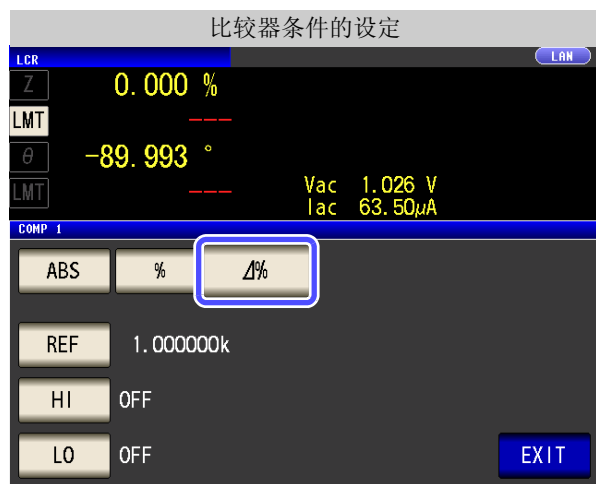 比较器条件的设定
LCR LAN
Z 0.000 %
LMT ---
θ -89.993 °
LMT --- Vac 1.026 V
Iac 63.50μA
COMP 1
ABS % Δ%
REF 1.000000k
HI OFF
LO OFF EXIT